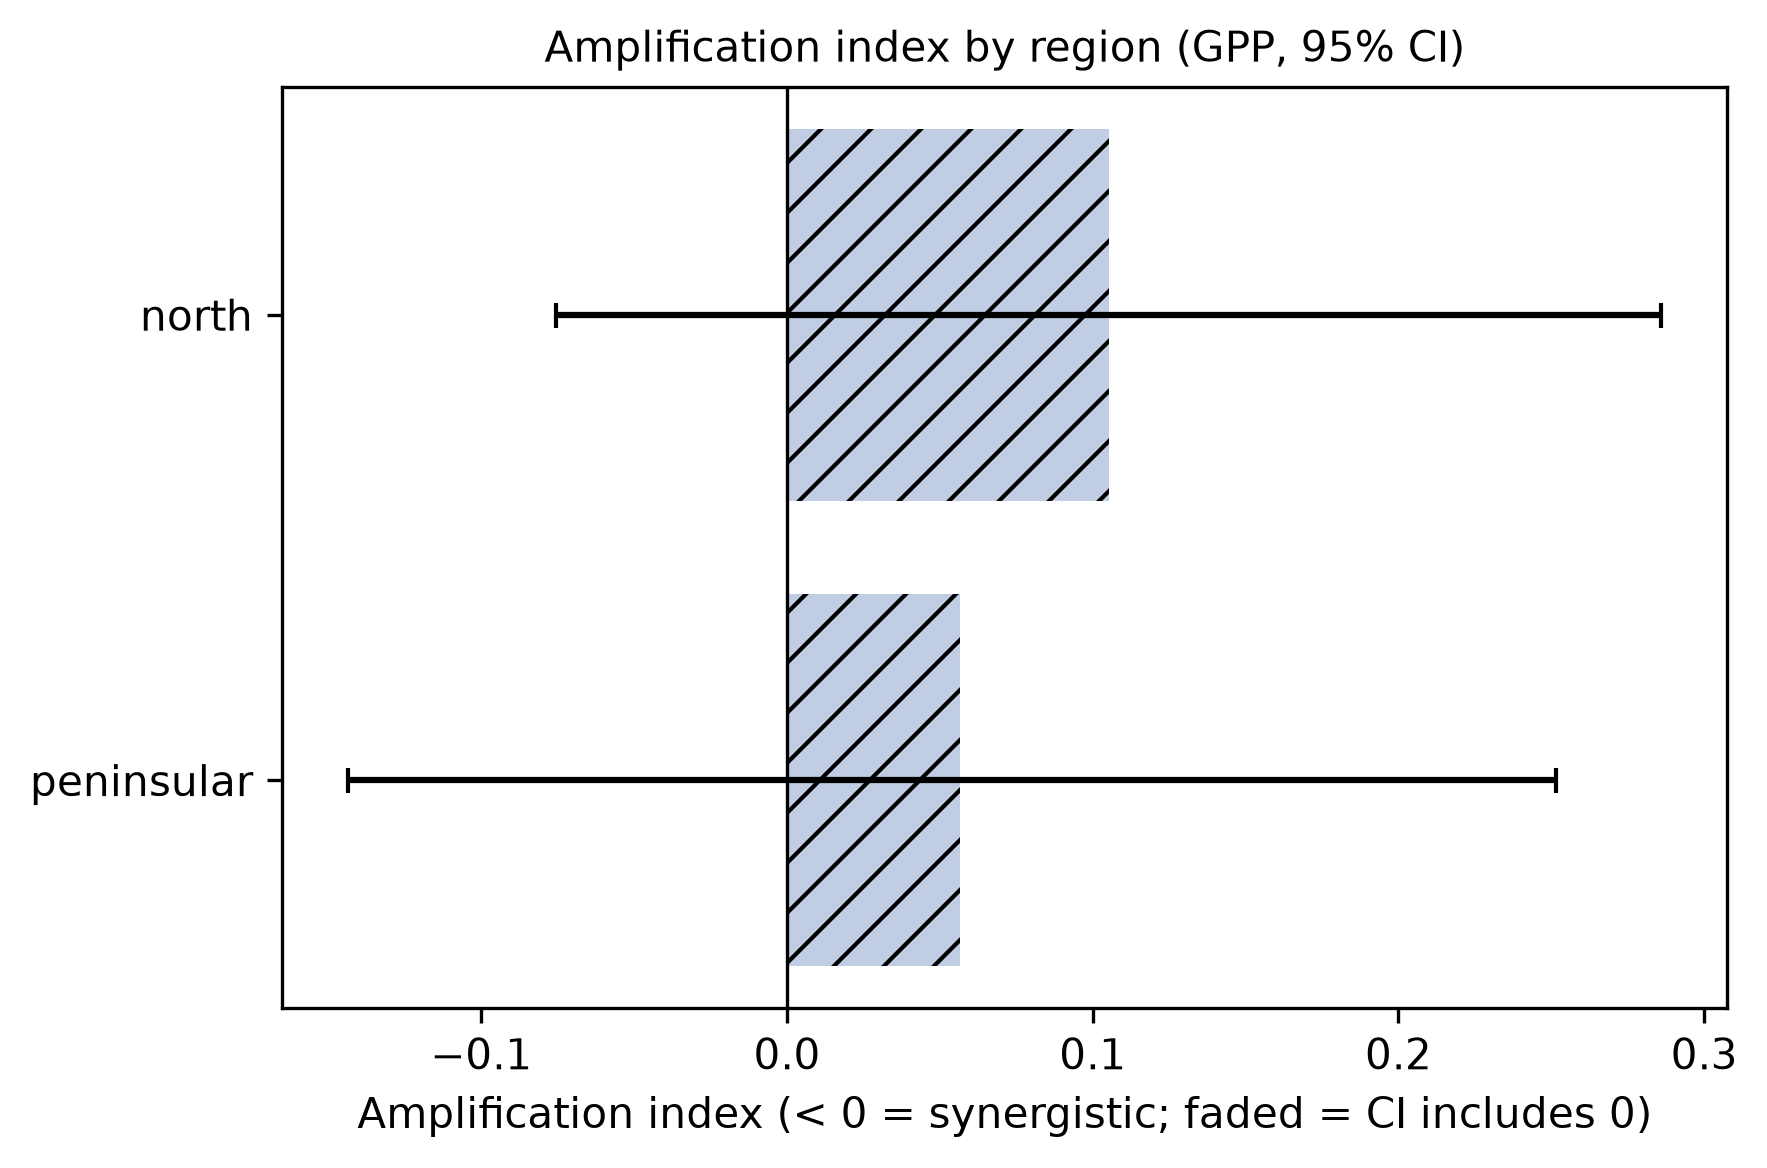 Amplification index by region (GPP, 95% CI)
north
peninsular
−0.1
0.0
0.1
0.2
0.3
Amplification index (< 0 = synergistic; faded = CI includes 0)